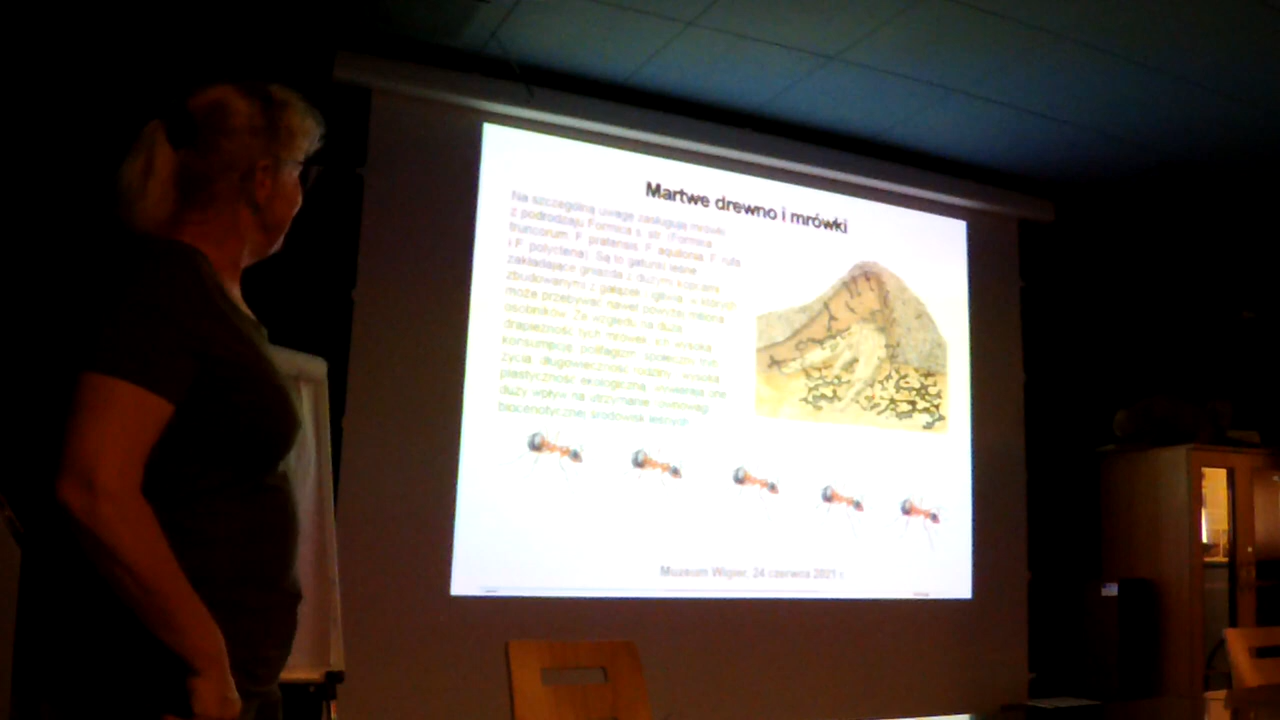 Martwe drewno i mrówki
Na szczególną uwagę zasługują mrówki
z podrodzaju Formica s. str. (Formica
truncorum, F. pratensis, F. aquilonia, F. rufa
i F. polyctena). Są to gatunki leśne
zakładające gniazda z dużymi kopcami
zbudowanymi z gałązek i igliwia, w których
może przebywać nawet powyżej miliona
osobników. Ze względu na dużą
drapieżność tych mrówek, ich wysoką
konsumpcję, polifagizm, społeczny tryb
życia, długowieczność rodziny, wysoką
plastyczność ekologiczną, wywierają one
duży wpływ na utrzymanie równowagi
biocenotycznej środowisk leśnych.
Muzeum Wigier, 24 czerwca 2021 r.